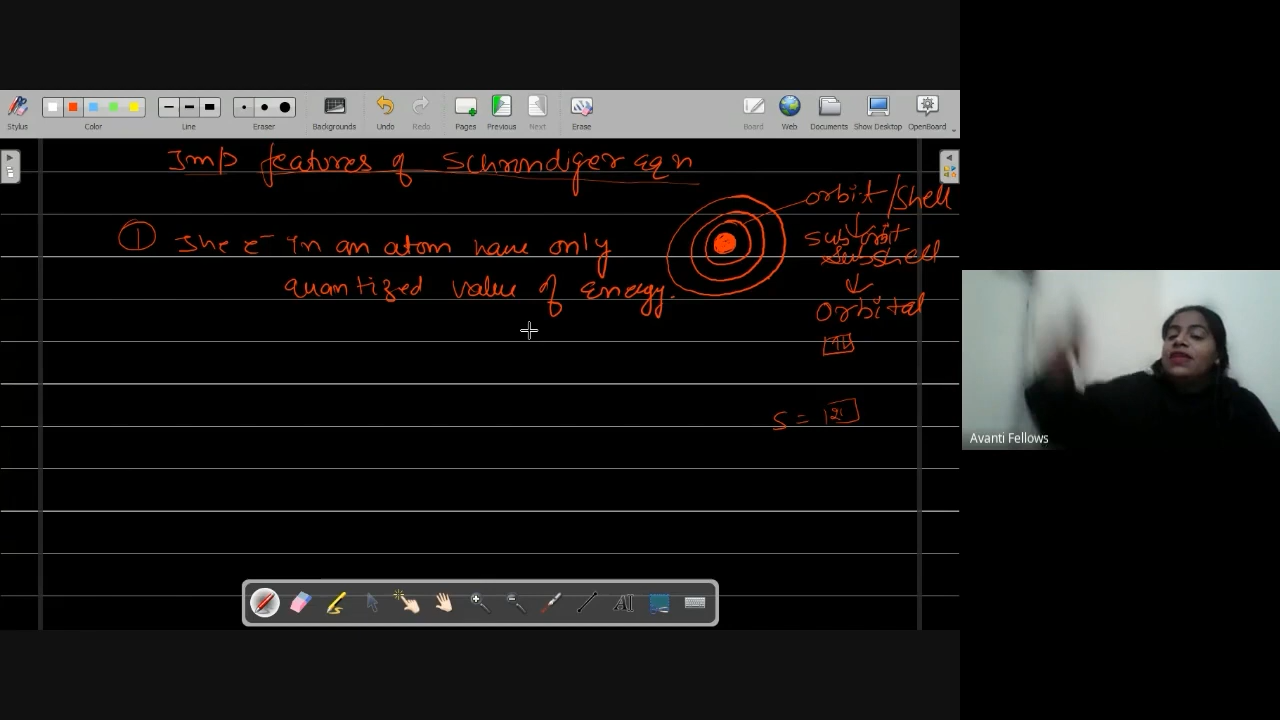 Stylus
Color
Line
Eraser
Backgrounds
Undo
Redo
Pages
Previous
Next
Erase
Board
Web
Documents
Show Desktop
OpenBoard
Imp features of Schrondiger eqn
① The e⁻ in an atom have only
quantized value of energy.
orbit/shell
suborbit
subshell
orbital
S =
Avanti Fellows